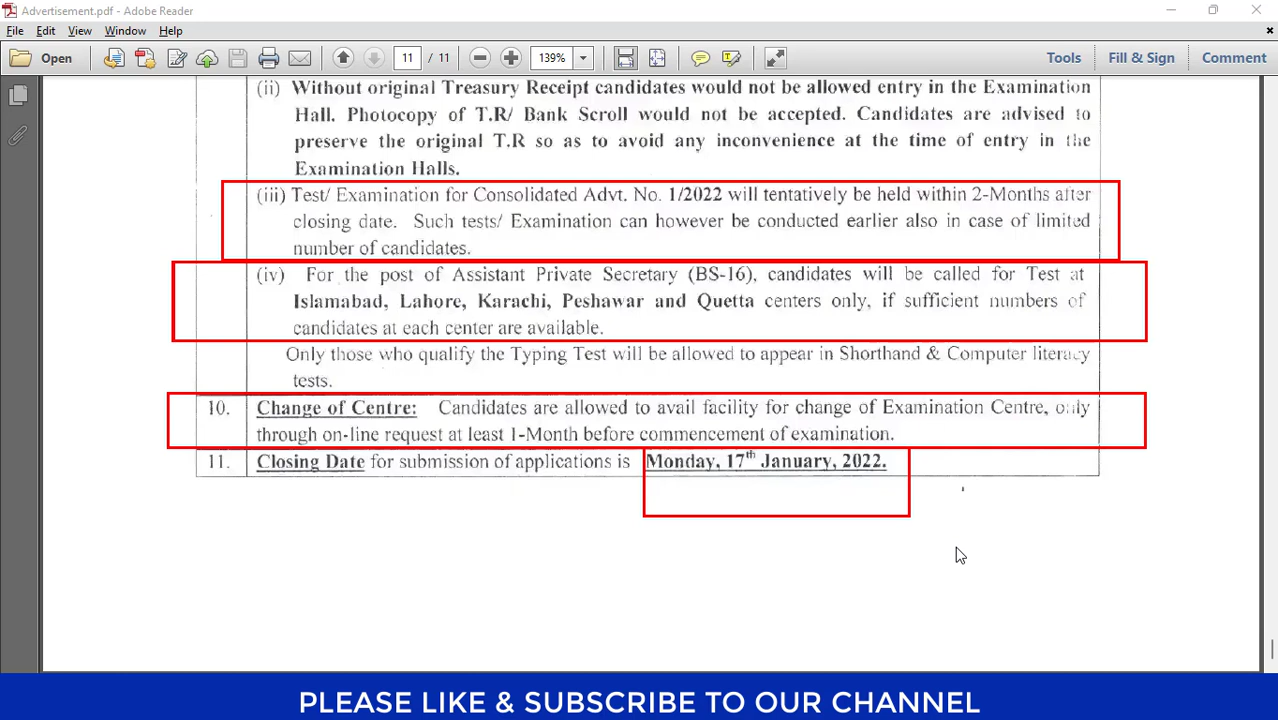 Advertisement.pdf - Adobe Reader
File Edit View Window Help
Open 11 / 11 139% Tools Fill & Sign Comment
(ii) Without original Treasury Receipt candidates would not be allowed entry in the Examination
Hall. Photocopy of T.R/ Bank Scroll would not be accepted. Candidates are advised to
preserve the original T.R so as to avoid any inconvenience at the time of entry in the
Examination Halls.
(iii) Test/ Examination for Consolidated Advt. No. 1/2022 will tentatively be held within 2-Months after
closing date. Such tests/ Examination can however be conducted earlier also in case of limited
number of candidates.
(iv) For the post of Assistant Private Secretary (BS-16), candidates will be called for Test at
Islamabad, Lahore, Karachi, Peshawar and Quetta centers only, if sufficient numbers of
candidates at each center are available.
Only those who qualify the Typing Test will be allowed to appear in Shorthand & Computer literacy
tests.
10. Change of Centre: Candidates are allowed to avail facility for change of Examination Centre, only
through on-line request at least 1-Month before commencement of examination.
11. Closing Date for submission of applications is Monday, 17th January, 2022.
PLEASE LIKE & SUBSCRIBE TO OUR CHANNEL